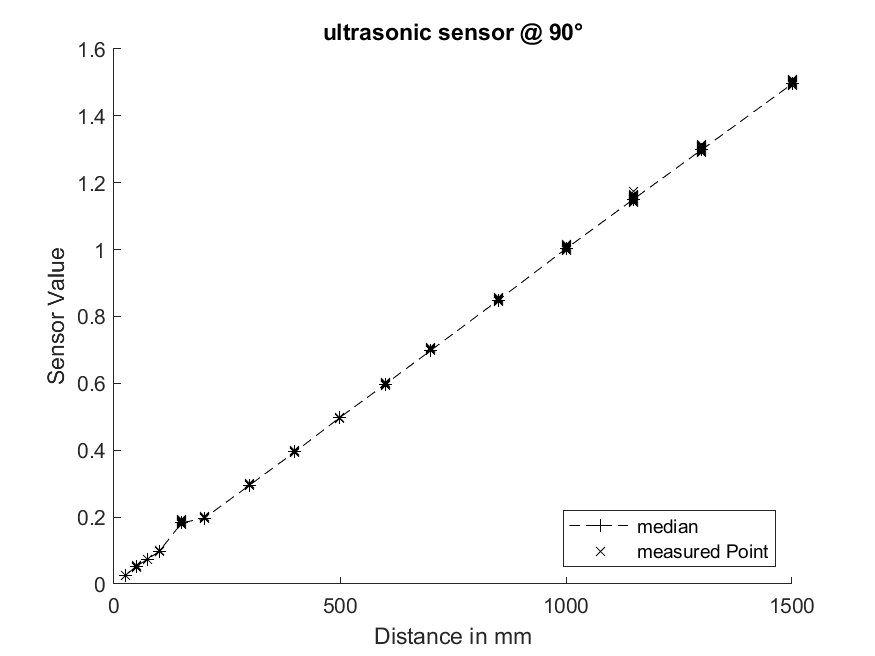 ultrasonic sensor @ 90°
1.6
1.4
1.2
1
0.8
0.6
0.4
0.2
0
Sensor Value
0 500 1000 1500
Distance in mm
median
measured Point